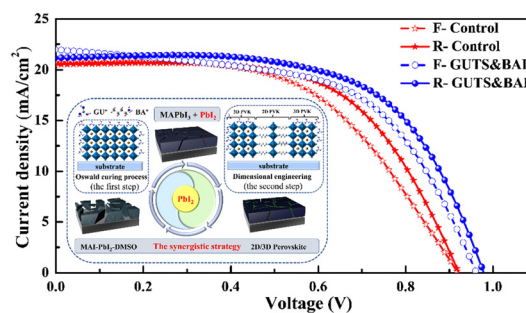 Current density (mA/cm²)
25
20
15
10
5
0
F- Control
R- Control
F- GUTS&BAI
R- GUTS&BAI
GU⁺
BA⁺
MAPbI₃ + PbI₂
3D PVK
2D PVK
3D PVK
substrate
substrate
Oswald curing process
(the first step)
Dimensional engineering
(the second step)
PbI₂
MAI-PbI₂-DMSO
The synergistic strategy
2D/3D Perovskite
0.0 0.2 0.4 0.6 0.8 1.0
Voltage (V)